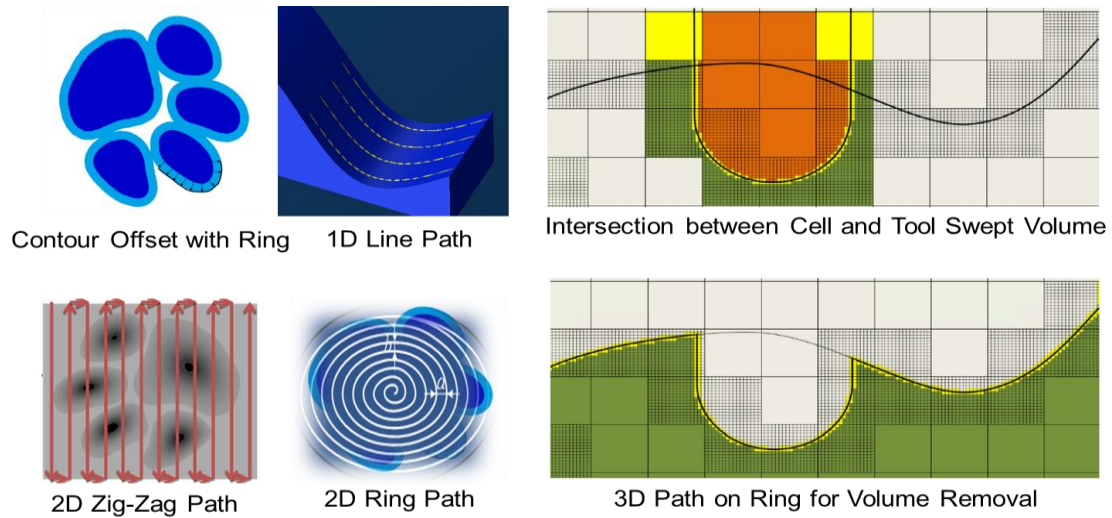 Contour Offset with Ring
1D Line Path
Intersection between Cell and Tool Swept Volume
2D Zig-Zag Path
2D Ring Path
3D Path on Ring for Volume Removal